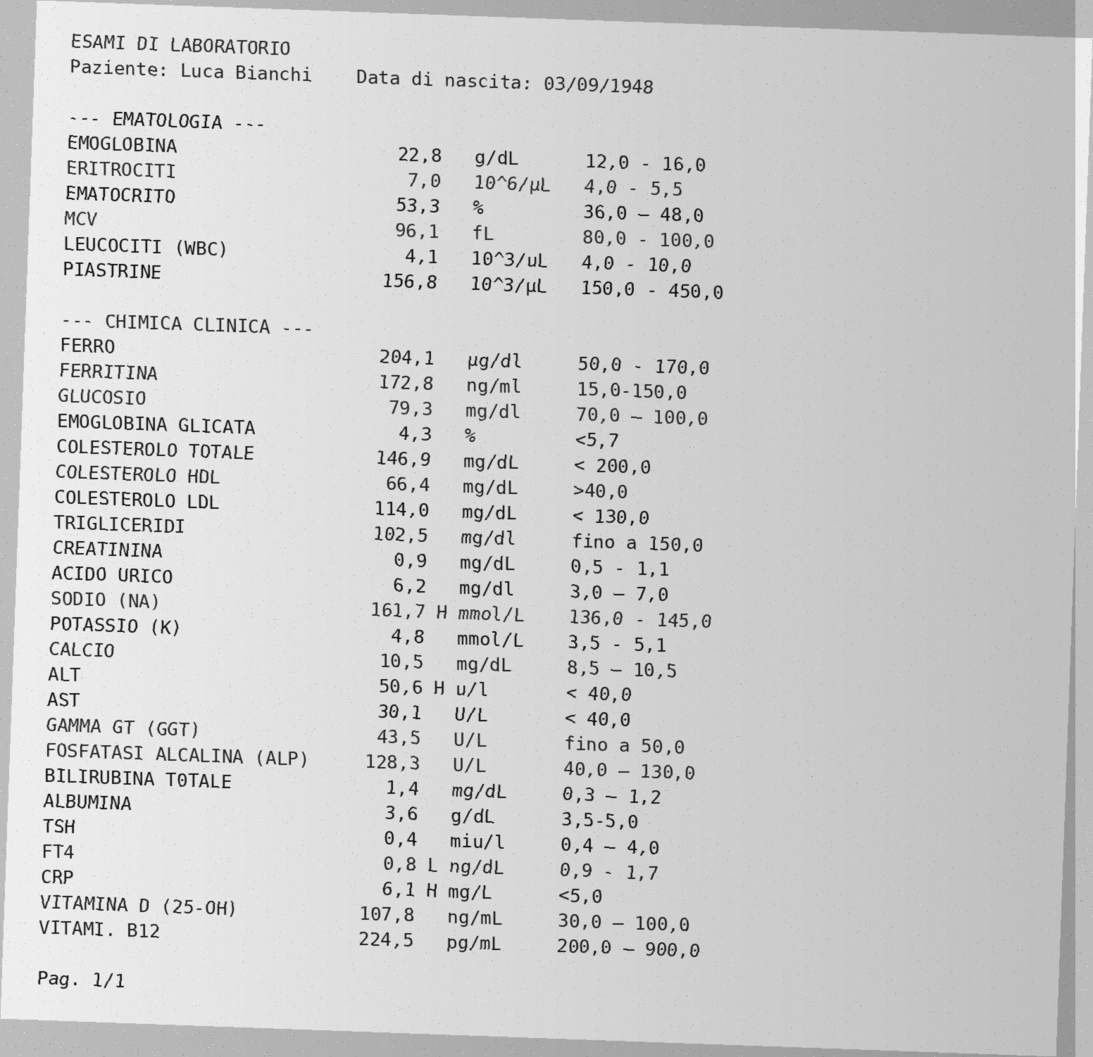 ESAMI DI LABORATORIO
Paziente: Luca Bianchi    Data di nascita: 03/09/1948
--- EMATOLOGIA ---
EMOGLOBINA 22,8 g/dL 12,0 - 16,0
ERITROCITI 7,0 10^6/µL 4,0 - 5,5
EMATOCRITO 53,3 % 36,0 – 48,0
MCV 96,1 fL 80,0 - 100,0
LEUCOCITI (WBC) 4,1 10^3/uL 4,0 - 10,0
PIASTRINE 156,8 10^3/µL 150,0 - 450,0
--- CHIMICA CLINICA ---
FERRO 204,1 µg/dl 50,0 - 170,0
FERRITINA 172,8 ng/ml 15,0-150,0
GLUCOSIO 79,3 mg/dl 70,0 – 100,0
EMOGLOBINA GLICATA 4,3 % <5,7
COLESTEROLO TOTALE 146,9 mg/dL < 200,0
COLESTEROLO HDL 66,4 mg/dL >40,0
COLESTEROLO LDL 114,0 mg/dL < 130,0
TRIGLICERIDI 102,5 mg/dl fino a 150,0
CREATININA 0,9 mg/dL 0,5 - 1,1
ACIDO URICO 6,2 mg/dl 3,0 – 7,0
SODIO (NA) 161,7 H mmol/L 136,0 - 145,0
POTASSIO (K) 4,8 mmol/L 3,5 - 5,1
CALCIO 10,5 mg/dL 8,5 – 10,5
ALT 50,6 H u/l < 40,0
AST 30,1 U/L < 40,0
GAMMA GT (GGT) 43,5 U/L fino a 50,0
FOSFATASI ALCALINA (ALP) 128,3 U/L 40,0 – 130,0
BILIRUBINA T0TALE 1,4 mg/dL 0,3 – 1,2
ALBUMINA 3,6 g/dL 3,5-5,0
TSH 0,4 miu/l 0,4 – 4,0
FT4 0,8 L ng/dL 0,9 - 1,7
CRP 6,1 H mg/L <5,0
VITAMINA D (25-OH) 107,8 ng/mL 30,0 – 100,0
VITAMI. B12 224,5 pg/mL 200,0 – 900,0
Pag. 1/1